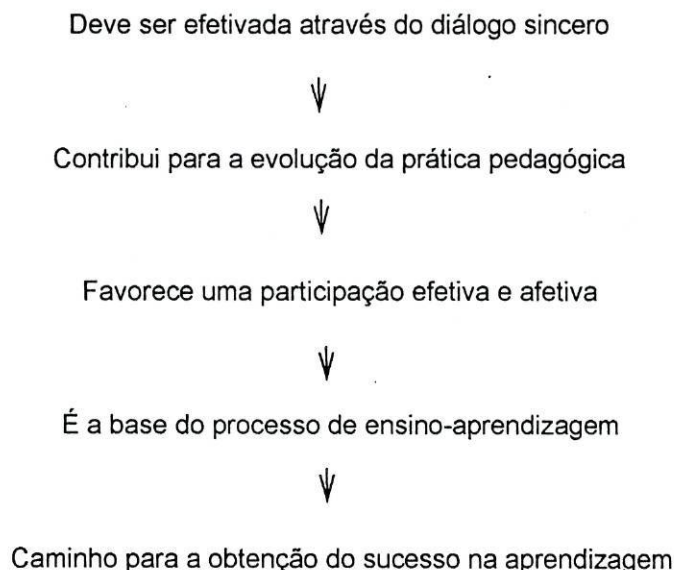 Deve ser efetivada através do diálogo sincero
Contribui para a evolução da prática pedagógica
Favorece uma participação efetiva e afetiva
É a base do processo de ensino-aprendizagem
Caminho para a obtenção do sucesso na aprendizagem